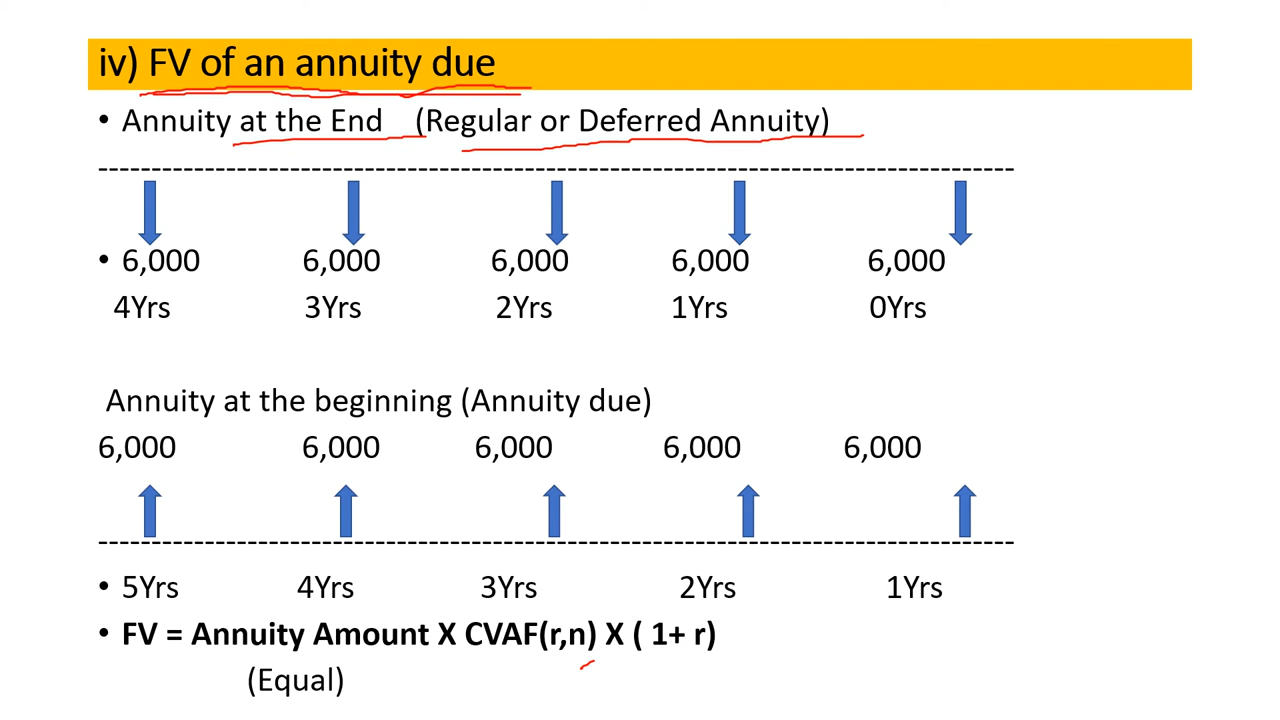 iv) FV of an annuity due
• Annuity at the End (Regular or Deferred Annuity)
• 6,000 6,000 6,000 6,000 6,000
4Yrs 3Yrs 2Yrs 1Yrs 0Yrs
Annuity at the beginning (Annuity due)
6,000 6,000 6,000 6,000 6,000
• 5Yrs 4Yrs 3Yrs 2Yrs 1Yrs
• FV = Annuity Amount X CVAF(r,n) X ( 1+ r)
(Equal)